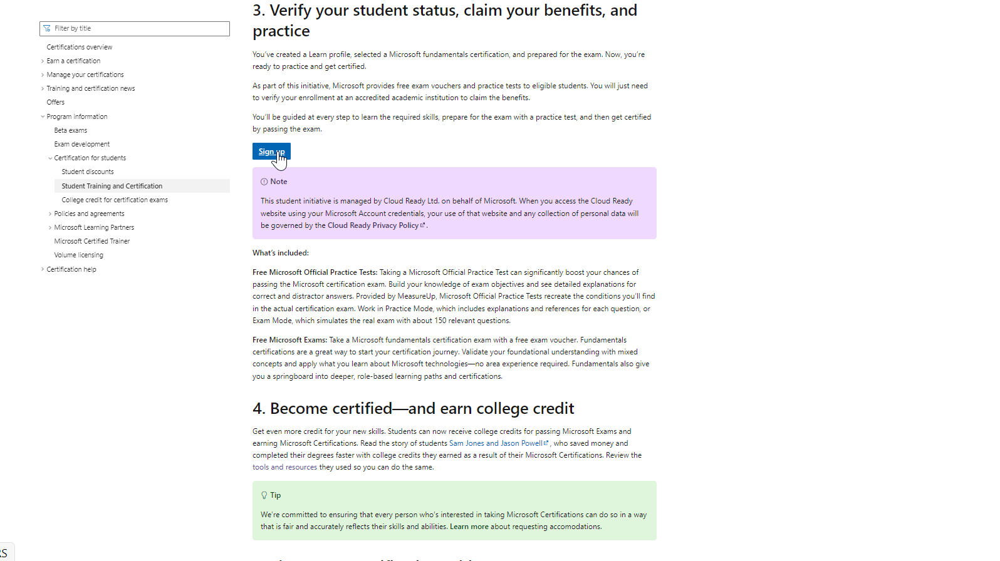 Filter by title
Certifications overview
Earn a certification
Manage your certifications
Training and certification news
Offers
Program information
Beta exams
Exam development
Certification for students
Student discounts
Student Training and Certification
College credit for certification exams
Policies and agreements
Microsoft Learning Partners
Microsoft Certified Trainer
Volume licensing
Certification help
3. Verify your student status, claim your benefits, and
practice
You've created a Learn profile, selected a Microsoft fundamentals certification, and prepared for the exam. Now, you're
ready to practice and get certified.
As part of this initiative, Microsoft provides free exam vouchers and practice tests to eligible students. You will just need
to verify your enrollment at an accredited academic institution to claim the benefits.
You'll be guided at every step to learn the required skills, prepare for the exam with a practice test, and then get certified
by passing the exam.
Sign up
Note
This student initiative is managed by Cloud Ready Ltd. on behalf of Microsoft. When you access the Cloud Ready
website using your Microsoft Account credentials, your use of that website and any collection of personal data will
be governed by the Cloud Ready Privacy Policy .
What's included:
Free Microsoft Official Practice Tests: Taking a Microsoft Official Practice Test can significantly boost your chances of
passing the Microsoft certification exam. Build your knowledge of exam objectives and see detailed explanations for
correct and distractor answers. Provided by MeasureUp, Microsoft Official Practice Tests recreate the conditions you'll find
in the actual certification exam. Work in Practice Mode, which includes explanations and references for each question, or
Exam Mode, which simulates the real exam with about 150 relevant questions.
Free Microsoft Exams: Take a Microsoft fundamentals certification exam with a free exam voucher. Fundamentals
certifications are a great way to start your certification journey. Validate your foundational understanding with mixed
concepts and apply what you learn about Microsoft technologies—no area experience required. Fundamentals also give
you a springboard into deeper, role-based learning paths and certifications.
4. Become certified—and earn college credit
Get even more credit for your new skills. Students can now receive college credits for passing Microsoft Exams and
earning Microsoft Certifications. Read the story of students Sam Jones and Jason Powell , who saved money and
completed their degrees faster with college credits they earned as a result of their Microsoft Certifications. Review the
tools and resources they used so you can do the same.
Tip
We're committed to ensuring that every person who's interested in taking Microsoft Certifications can do so in a way
that is fair and accurately reflects their skills and abilities. Learn more about requesting accomodations.